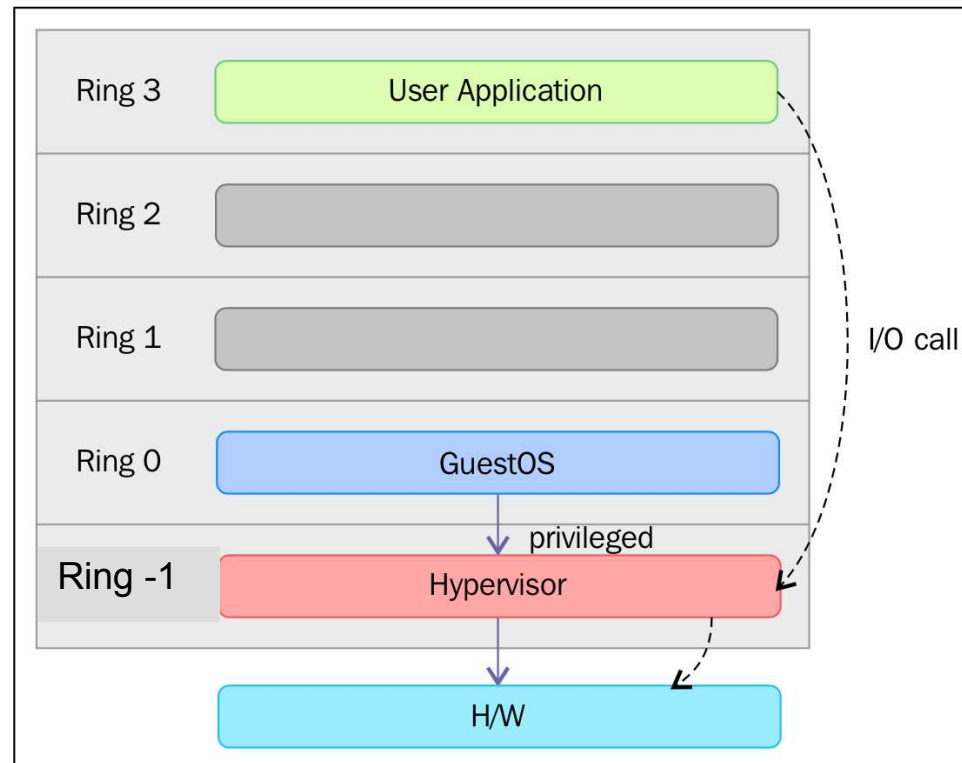 Ring 3
User Application
Ring 2
Ring 1
I/O call
Ring 0
GuestOS
privileged
Ring -1
Hypervisor
H/W